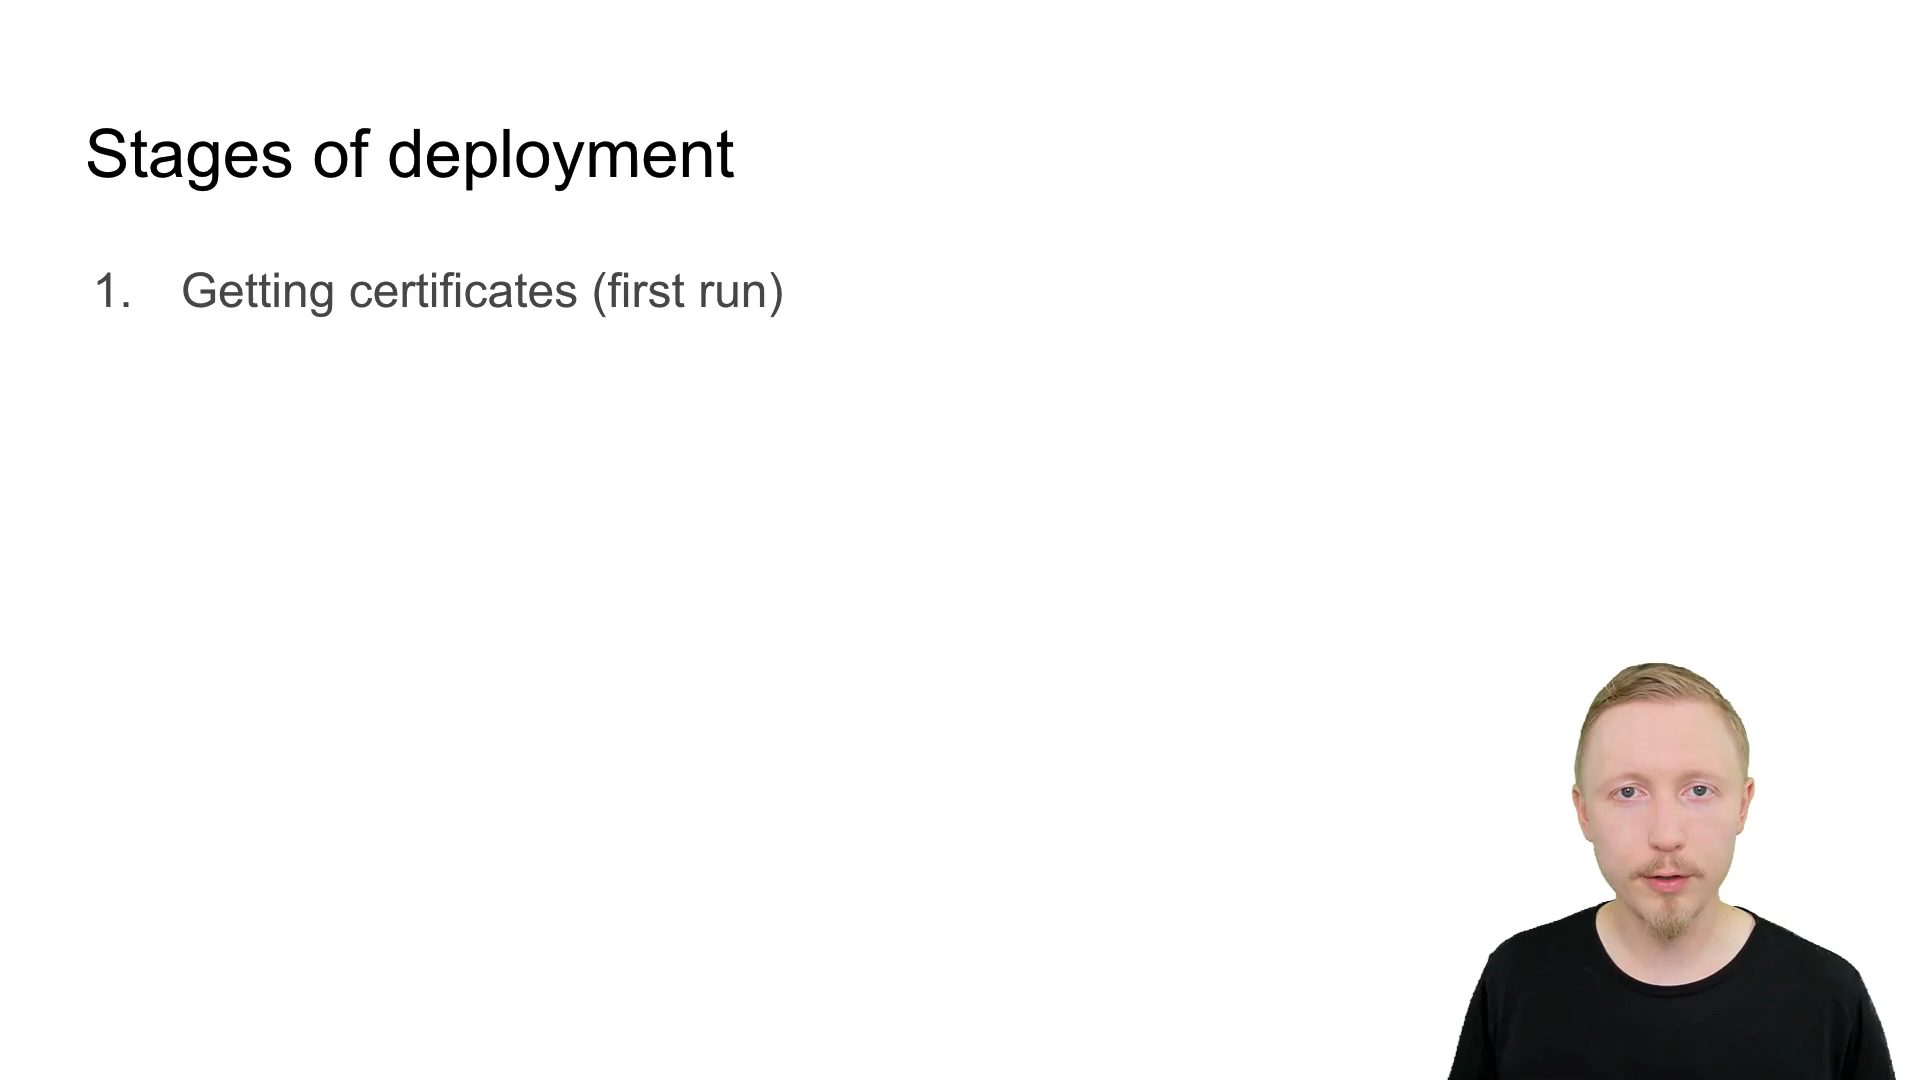 Stages of deployment
1. Getting certificates (first run)